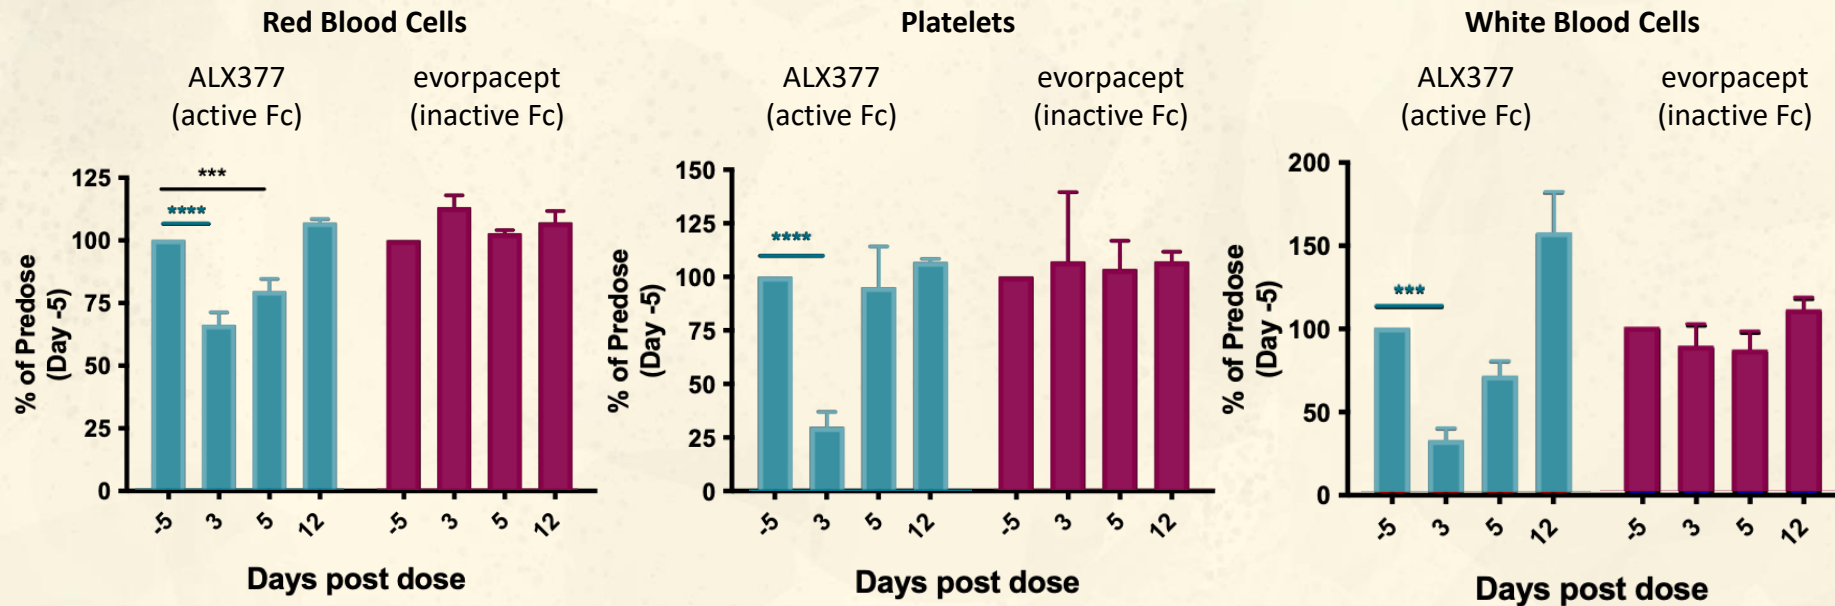 Red Blood Cells
ALX377
(active Fc)
evorpacept
(inactive Fc)
% of Predose
(Day -5)
125
100
75
50
25
0
***
****
-5 3 5 12 -5 3 5 12
Days post dose
Platelets
ALX377
(active Fc)
evorpacept
(inactive Fc)
% of Predose
(Day -5)
150
125
100
75
50
25
0
****
-5 3 5 12 -5 3 5 12
Days post dose
White Blood Cells
ALX377
(active Fc)
evorpacept
(inactive Fc)
% of Predose
(Day -5)
200
150
100
50
0
***
-5 3 5 12 -5 3 5 12
Days post dose